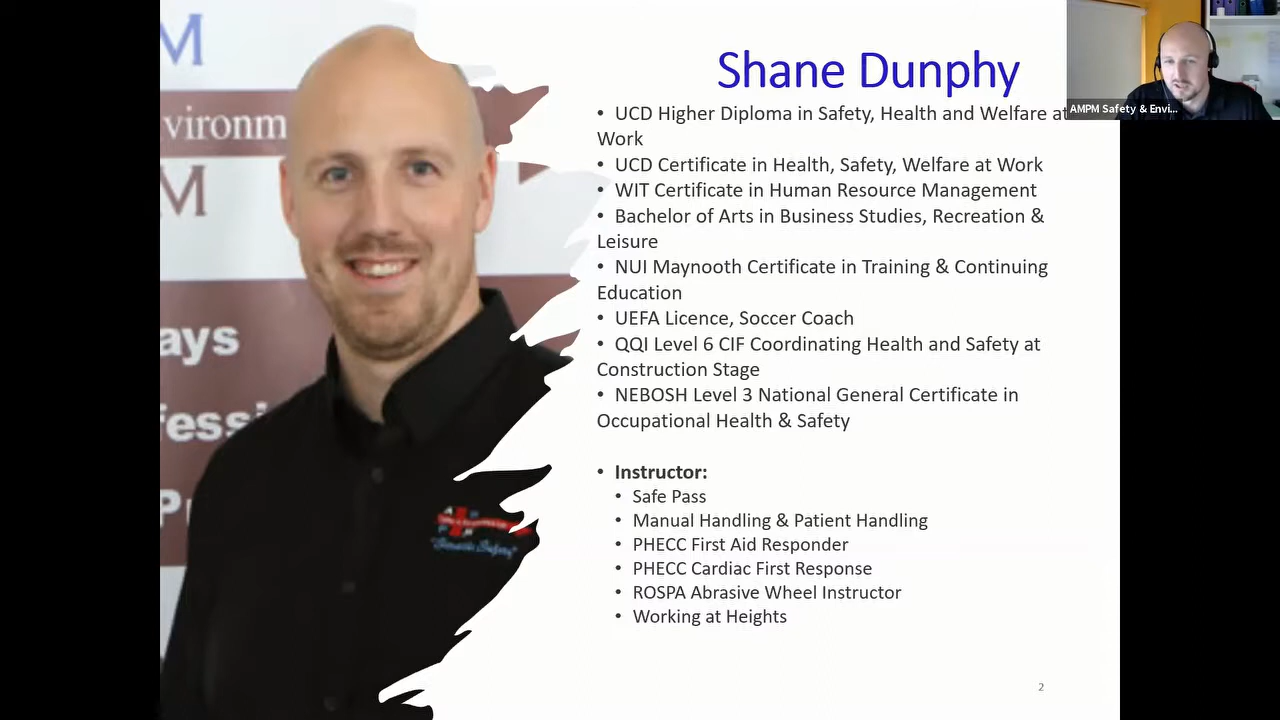 M
vironm
M
ays
fessi
Shane Dunphy
• UCD Higher Diploma in Safety, Health and Welfare at
Work
• UCD Certificate in Health, Safety, Welfare at Work
• WIT Certificate in Human Resource Management
• Bachelor of Arts in Business Studies, Recreation &
Leisure
• NUI Maynooth Certificate in Training & Continuing
Education
• UEFA Licence, Soccer Coach
• QQI Level 6 CIF Coordinating Health and Safety at
Construction Stage
• NEBOSH Level 3 National General Certificate in
Occupational Health & Safety
• Instructor:
• Safe Pass
• Manual Handling & Patient Handling
• PHECC First Aid Responder
• PHECC Cardiac First Response
• ROSPA Abrasive Wheel Instructor
• Working at Heights
2
AMPM Safety & Envi...